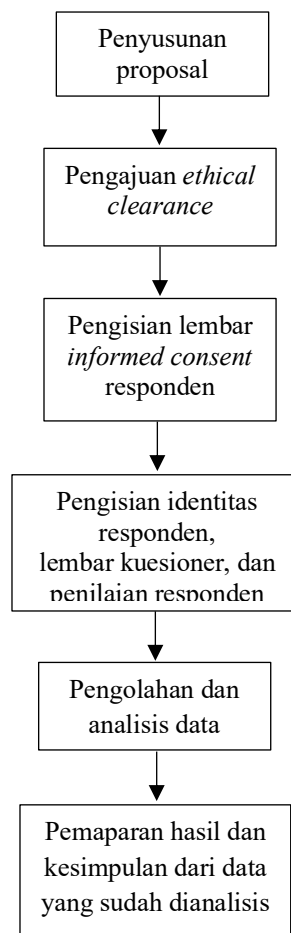 Penyusunan
proposal
Pengajuan ethical
clearance
Pengisian lembar
informed consent
responden
Pengisian identitas
responden,
lembar kuesioner, dan
penilaian responden
Pengolahan dan
analisis data
Pemaparan hasil dan
kesimpulan dari data
yang sudah dianalisis